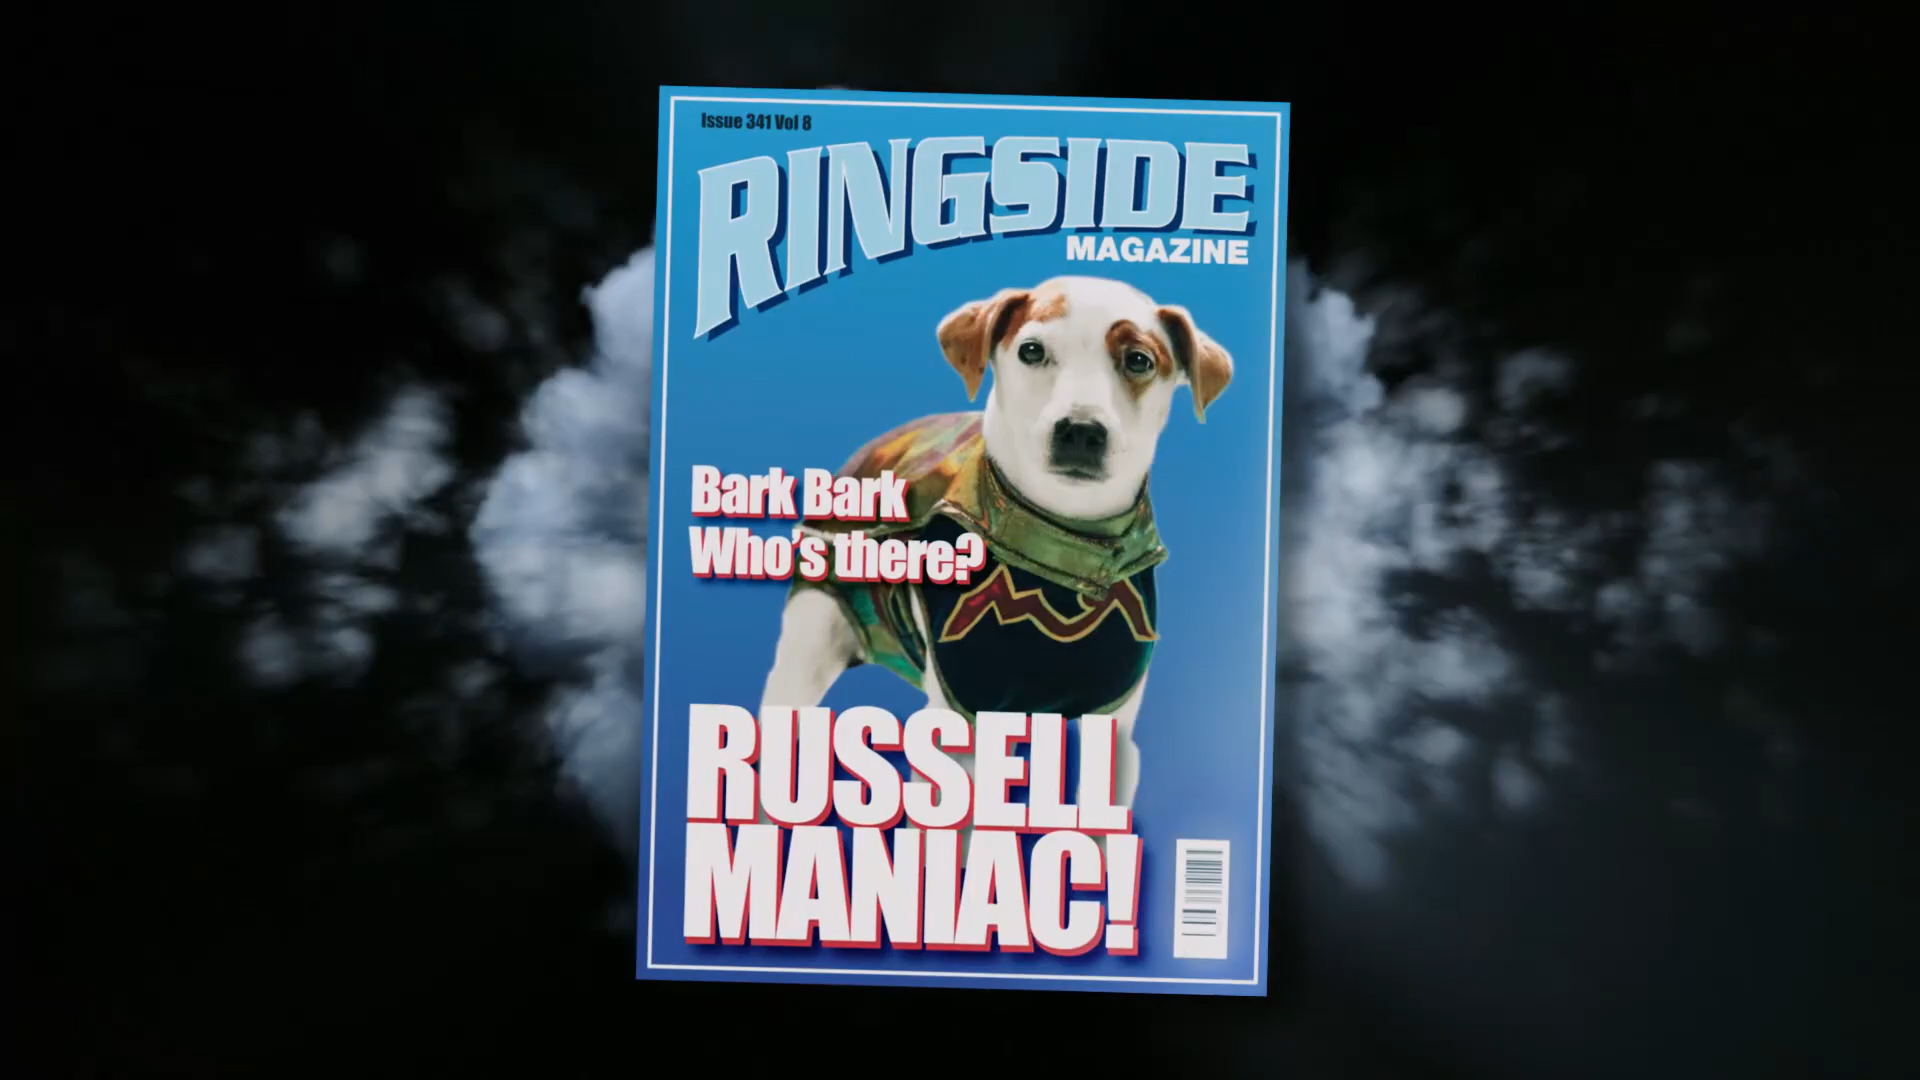 Issue 341 Vol 8
RINGSIDE
MAGAZINE
Bark Bark
Who's there?
RUSSELL
MANIAC!